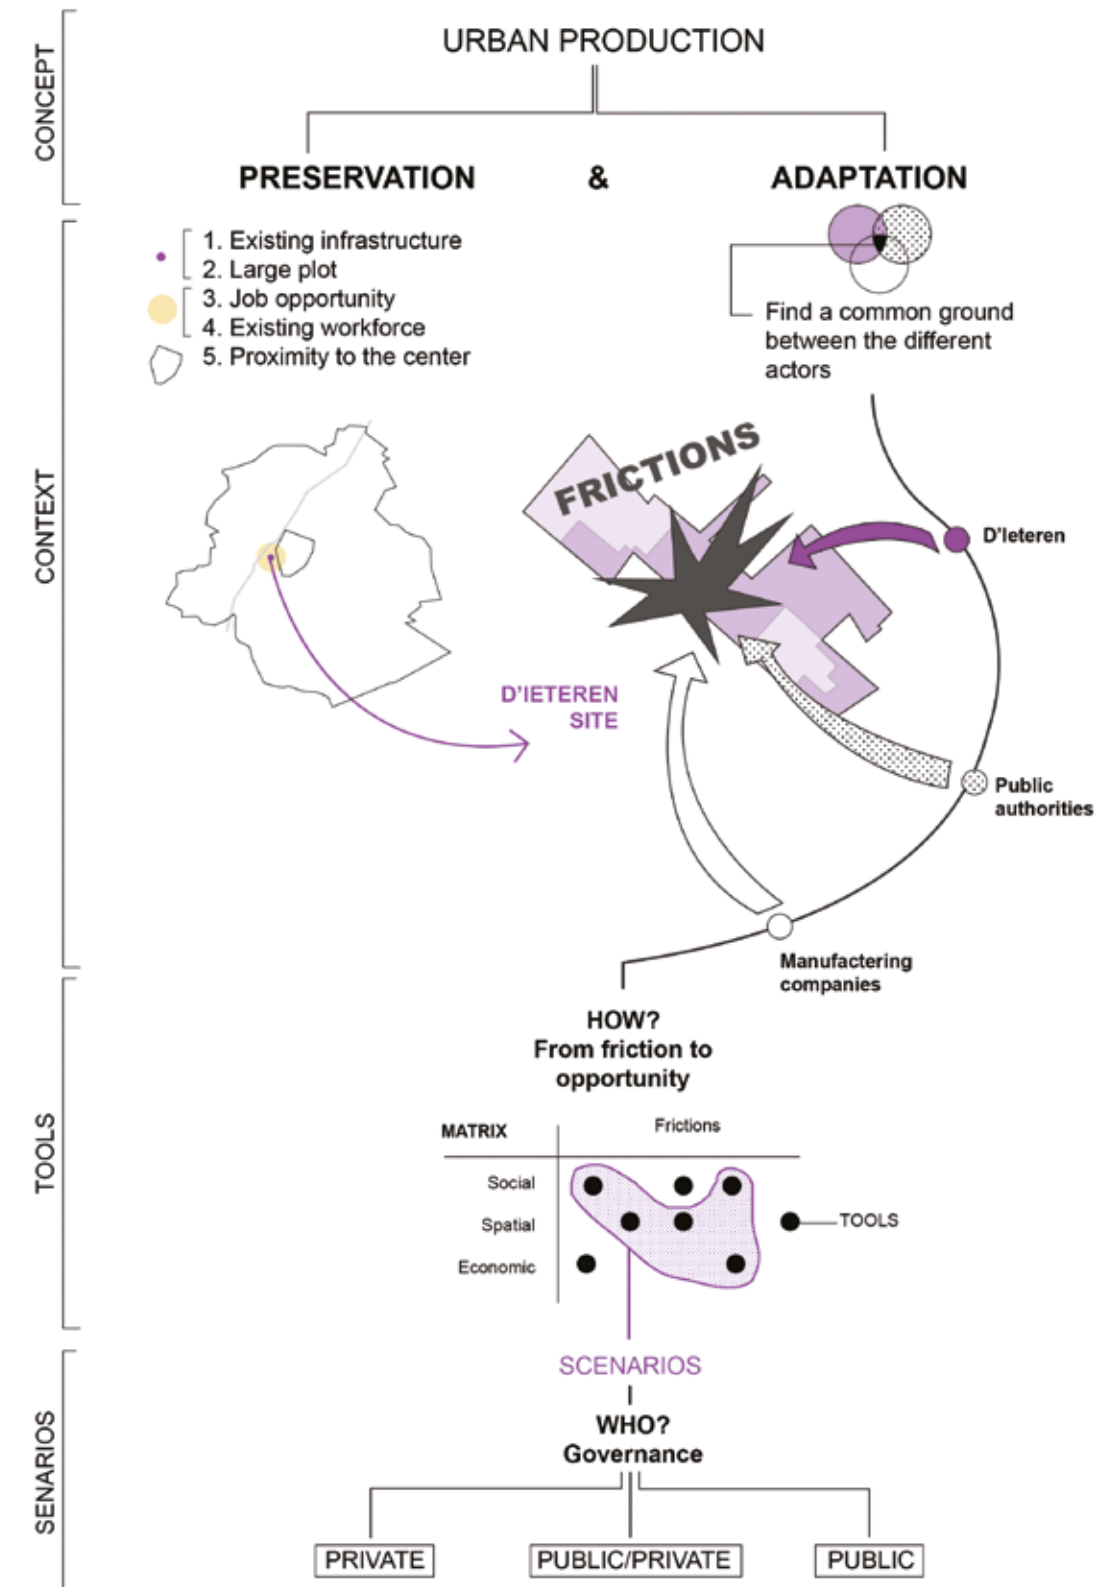 CONCEPT
URBAN PRODUCTION
PRESERVATION
&
ADAPTATION
CONTEXT
1. Existing infrastructure
2. Large plot
3. Job opportunity
4. Existing workforce
5. Proximity to the center
Find a common ground
between the different
actors
FRICTIONS
D'Ieteren
D'IETEREN
SITE
Public
authorities
Manufactering
companies
TOOLS
HOW?
From friction to
opportunity
MATRIX
Frictions
Social
Spatial
TOOLS
Economic
SENARIOS
SCENARIOS
WHO?
Governance
PRIVATE
PUBLIC/PRIVATE
PUBLIC